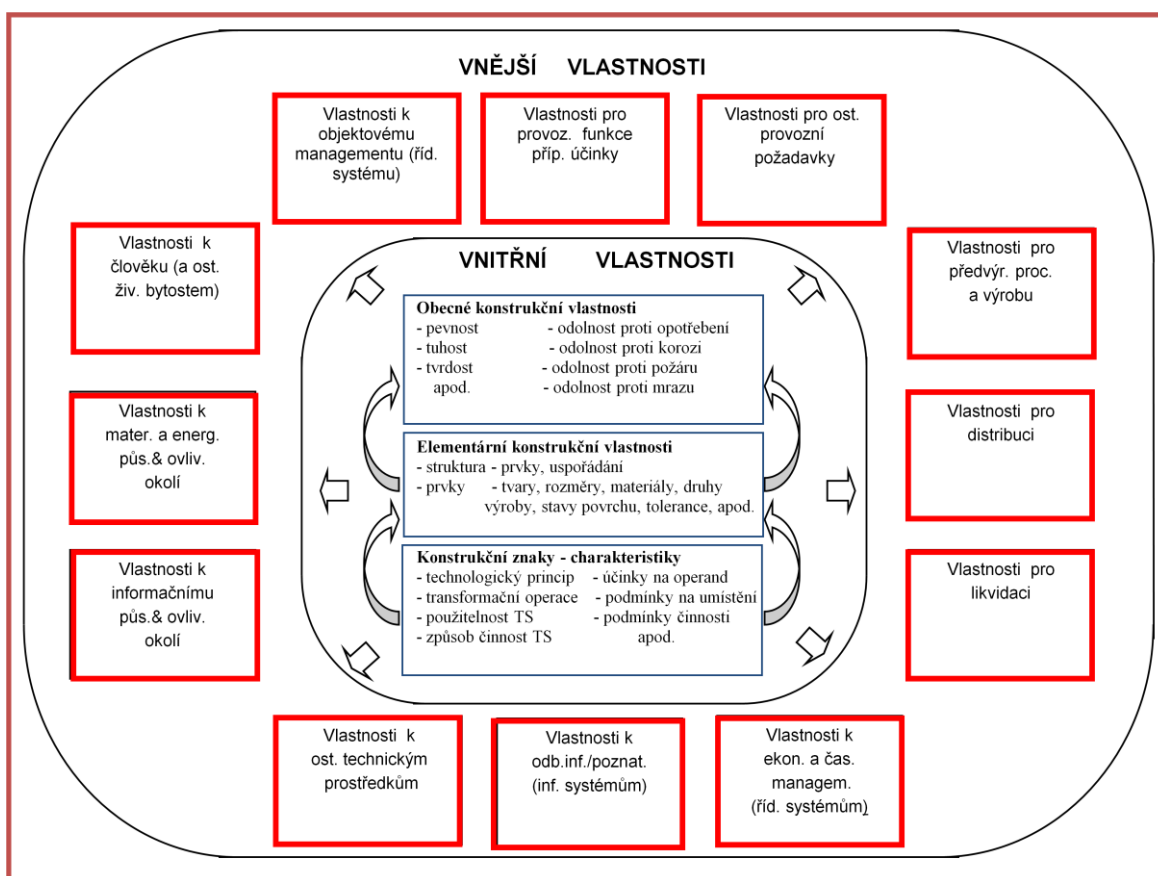 VNĚJŠÍ VLASTNOSTI
Vlastnosti k
objektovému
managementu (říd.
systému)
Vlastnosti pro
provoz. funkce
příp. účinky
Vlastnosti pro ost.
provozní
požadavky
Vlastnosti k
člověku (a ost.
živ. bytostem)
Vlastnosti pro
předvýr. proc.
a výrobu
Vlastnosti k
mater. a energ.
půs.& ovliv.
okolí
Vlastnosti pro
distribuci
Vlastnosti k
informačnímu
půs.& ovliv.
okolí
Vlastnosti pro
likvidaci
VNITŘNÍ VLASTNOSTI
Obecné konstrukční vlastnosti
- pevnost - odolnost proti opotřebení
- tuhost - odolnost proti korozi
- tvrdost - odolnost proti požáru
apod. - odolnost proti mrazu
Elementární konstrukční vlastnosti
- struktura - prvky, uspořádání
- prvky - tvary, rozměry, materiály, druhy
výroby, stavy povrchu, tolerance, apod.
Konstrukční znaky - charakteristiky
- technologický princip - účinky na operand
- transformační operace - podmínky na umístění
- použitelnost TS - podmínky činnosti
- způsob činnost TS apod.
Vlastnosti k
ost. technickým
prostředkům
Vlastnosti k
odb.inf./poznat.
(inf. systémům)
Vlastnosti k
ekon. a čas.
managem.
(říd. systémům)